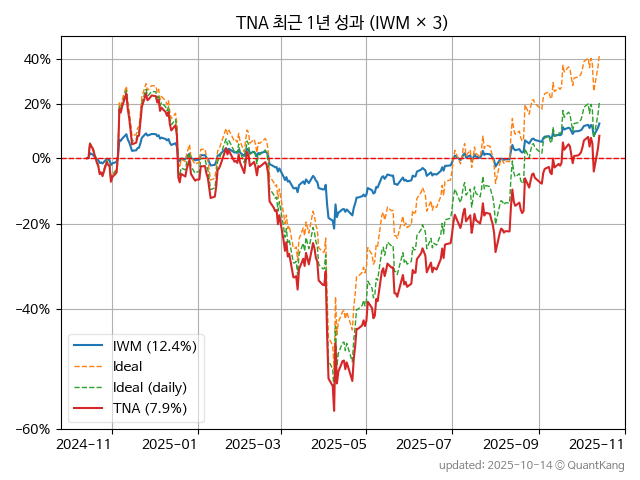 TNA 최근 1년 성과 (IWM × 3)
40%
20%
0%
−20%
−40%
−60%
IWM (12.4%)
Ideal
Ideal (daily)
TNA (7.9%)
2024-11 2025-01 2025-03 2025-05 2025-07 2025-09 2025-11
updated: 2025-10-14 © QuantKang